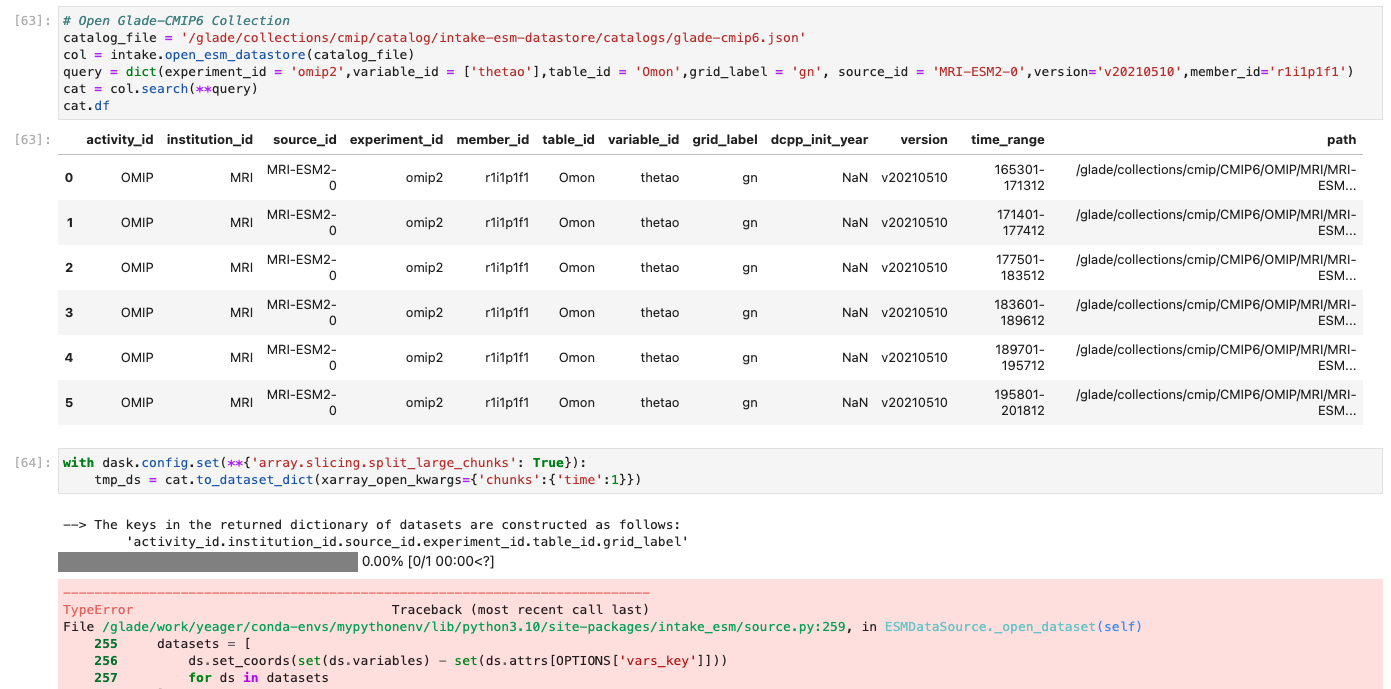 [63]: # Open Glade-CMIP6 Collection
catalog_file = '/glade/collections/cmip/catalog/intake-esm-datastore/catalogs/glade-cmip6.json'
col = intake.open_esm_datastore(catalog_file)
query = dict(experiment_id = 'omip2',variable_id = ['thetao'],table_id = 'Omon',grid_label = 'gn', source_id = 'MRI-ESM2-0',version='v20210510',member_id='r1i1p1f1')
cat = col.search(**query)
cat.df
[63]: activity_id institution_id source_id experiment_id member_id table_id variable_id grid_label dcpp_init_year version time_range path
0 OMIP MRI MRI-ESM2-0 omip2 r1i1p1f1 Omon thetao gn NaN v20210510 165301-171312 /glade/collections/cmip/CMIP6/OMIP/MRI/MRI-ESM...
1 OMIP MRI MRI-ESM2-0 omip2 r1i1p1f1 Omon thetao gn NaN v20210510 171401-177412 /glade/collections/cmip/CMIP6/OMIP/MRI/MRI-ESM...
2 OMIP MRI MRI-ESM2-0 omip2 r1i1p1f1 Omon thetao gn NaN v20210510 177501-183512 /glade/collections/cmip/CMIP6/OMIP/MRI/MRI-ESM...
3 OMIP MRI MRI-ESM2-0 omip2 r1i1p1f1 Omon thetao gn NaN v20210510 183601-189612 /glade/collections/cmip/CMIP6/OMIP/MRI/MRI-ESM...
4 OMIP MRI MRI-ESM2-0 omip2 r1i1p1f1 Omon thetao gn NaN v20210510 189701-195712 /glade/collections/cmip/CMIP6/OMIP/MRI/MRI-ESM...
5 OMIP MRI MRI-ESM2-0 omip2 r1i1p1f1 Omon thetao gn NaN v20210510 195801-201812 /glade/collections/cmip/CMIP6/OMIP/MRI/MRI-ESM...
[64]: with dask.config.set(**{'array.slicing.split_large_chunks': True}):
    tmp_ds = cat.to_dataset_dict(xarray_open_kwargs={'chunks':{'time':1}})
--> The keys in the returned dictionary of datasets are constructed as follows:
        'activity_id.institution_id.source_id.experiment_id.table_id.grid_label'
0.00% [0/1 00:00<?]
---------------------------------------------------------------------------
TypeError                                 Traceback (most recent call last)
File /glade/work/yeager/conda-envs/mypythonenv/lib/python3.10/site-packages/intake_esm/source.py:259, in ESMDataSource._open_dataset(self)
    255     datasets = [
    256         ds.set_coords(set(ds.variables) - set(ds.attrs[OPTIONS['vars_key']]))
    257         for ds in datasets